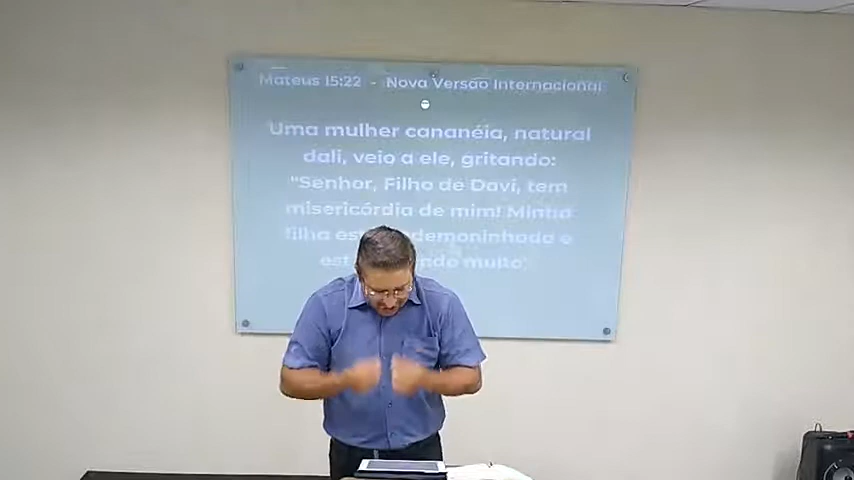 Mateus 15:22 - Nova Versão Internacional
Uma mulher cananéia, natural
dali, veio a ele, gritando:
"Senhor, Filho de Davi, tem
misericórdia de mim! Minha
filha endemoninhada e
muito".